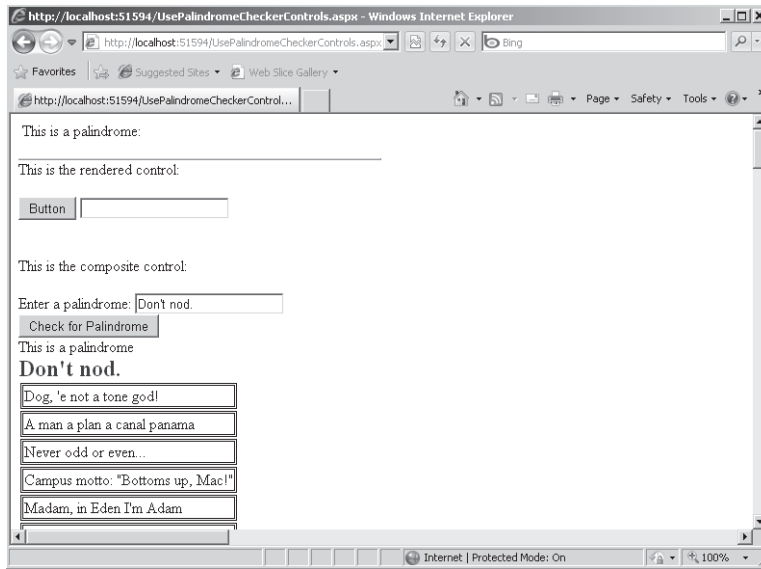 http://localhost:51594/UsePalindromeCheckerControls.aspx - Windows Internet Explorer
http://localhost:51594/UsePalindromeCheckerControls.aspx Bing
Favorites Suggested Sites Web Slice Gallery
http://localhost:51594/UsePalindromeCheckerControl... Page Safety Tools
This is a palindrome:
This is the rendered control:
Button
This is the composite control:
Enter a palindrome: Don't nod.
Check for Palindrome
This is a palindrome
Don't nod.
Dog, 'e not a tone god!
A man a plan a canal panama
Never odd or even...
Campus motto: "Bottoms up, Mac!"
Madam, in Eden I'm Adam
Internet | Protected Mode: On 100%